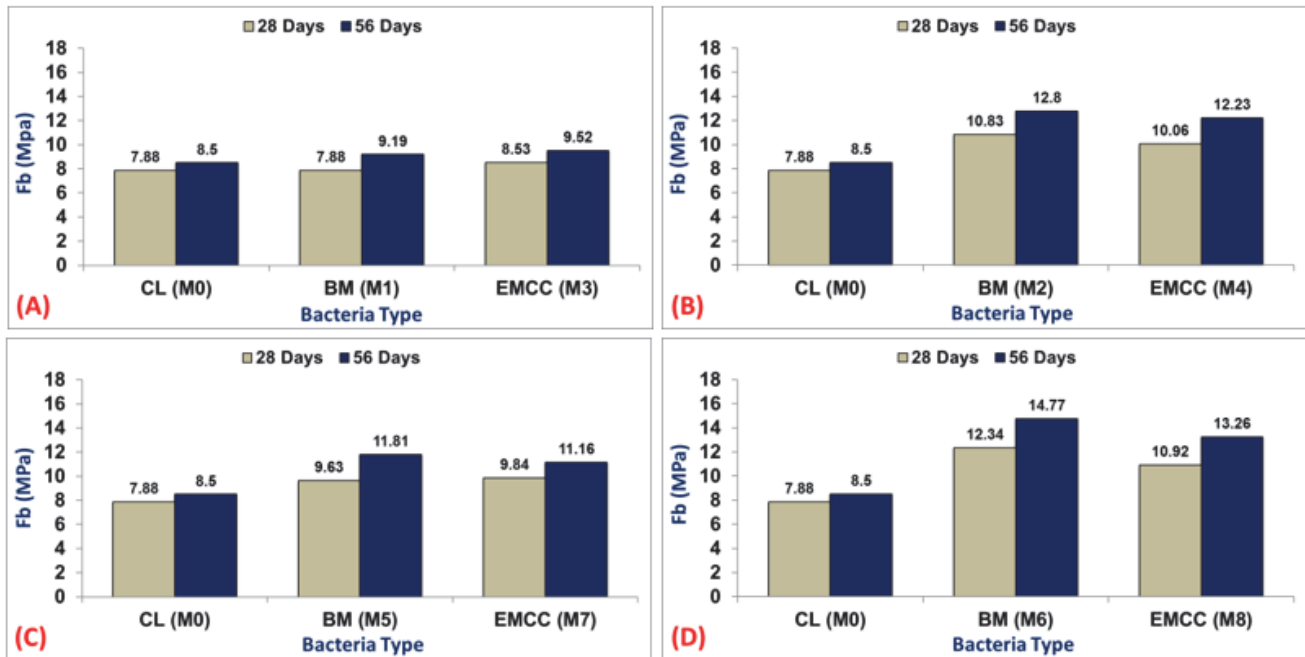 28 Days 56 Days
18
16
14
12
10
8
6
4
2
0
Fb (Mpa)
7.88 8.5 7.88 9.19 8.53 9.52
CL (M0) BM (M1) EMCC (M3)
Bacteria Type
(A)
28 Days 56 Days
18
16
14
12
10
8
6
4
2
0
Fb (MPa)
7.88 8.5 10.83 12.8 10.06 12.23
CL (M0) BM (M2) EMCC (M4)
Bacteria Type
(B)
28 Days 56 Days
18
16
14
12
10
8
6
4
2
0
Fb (MPa)
7.88 8.5 9.63 11.81 9.84 11.16
CL (M0) BM (M5) EMCC (M7)
Bacteria Type
(C)
28 Days 56 Days
18
16
14
12
10
8
6
4
2
0
Fb (MPa)
7.88 8.5 12.34 14.77 10.92 13.26
CL (M0) BM (M6) EMCC (M8)
Bacteria Type
(D)